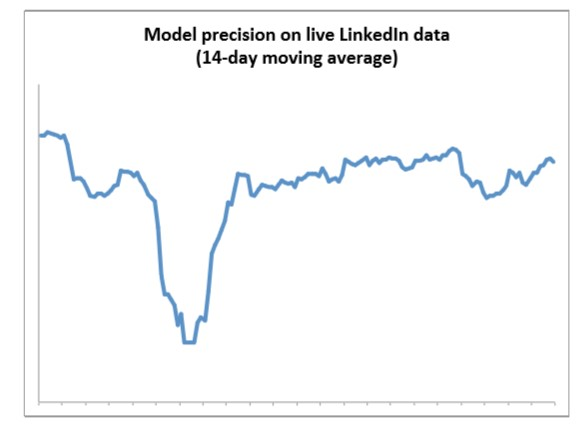 Model precision on live LinkedIn data
(14-day moving average)